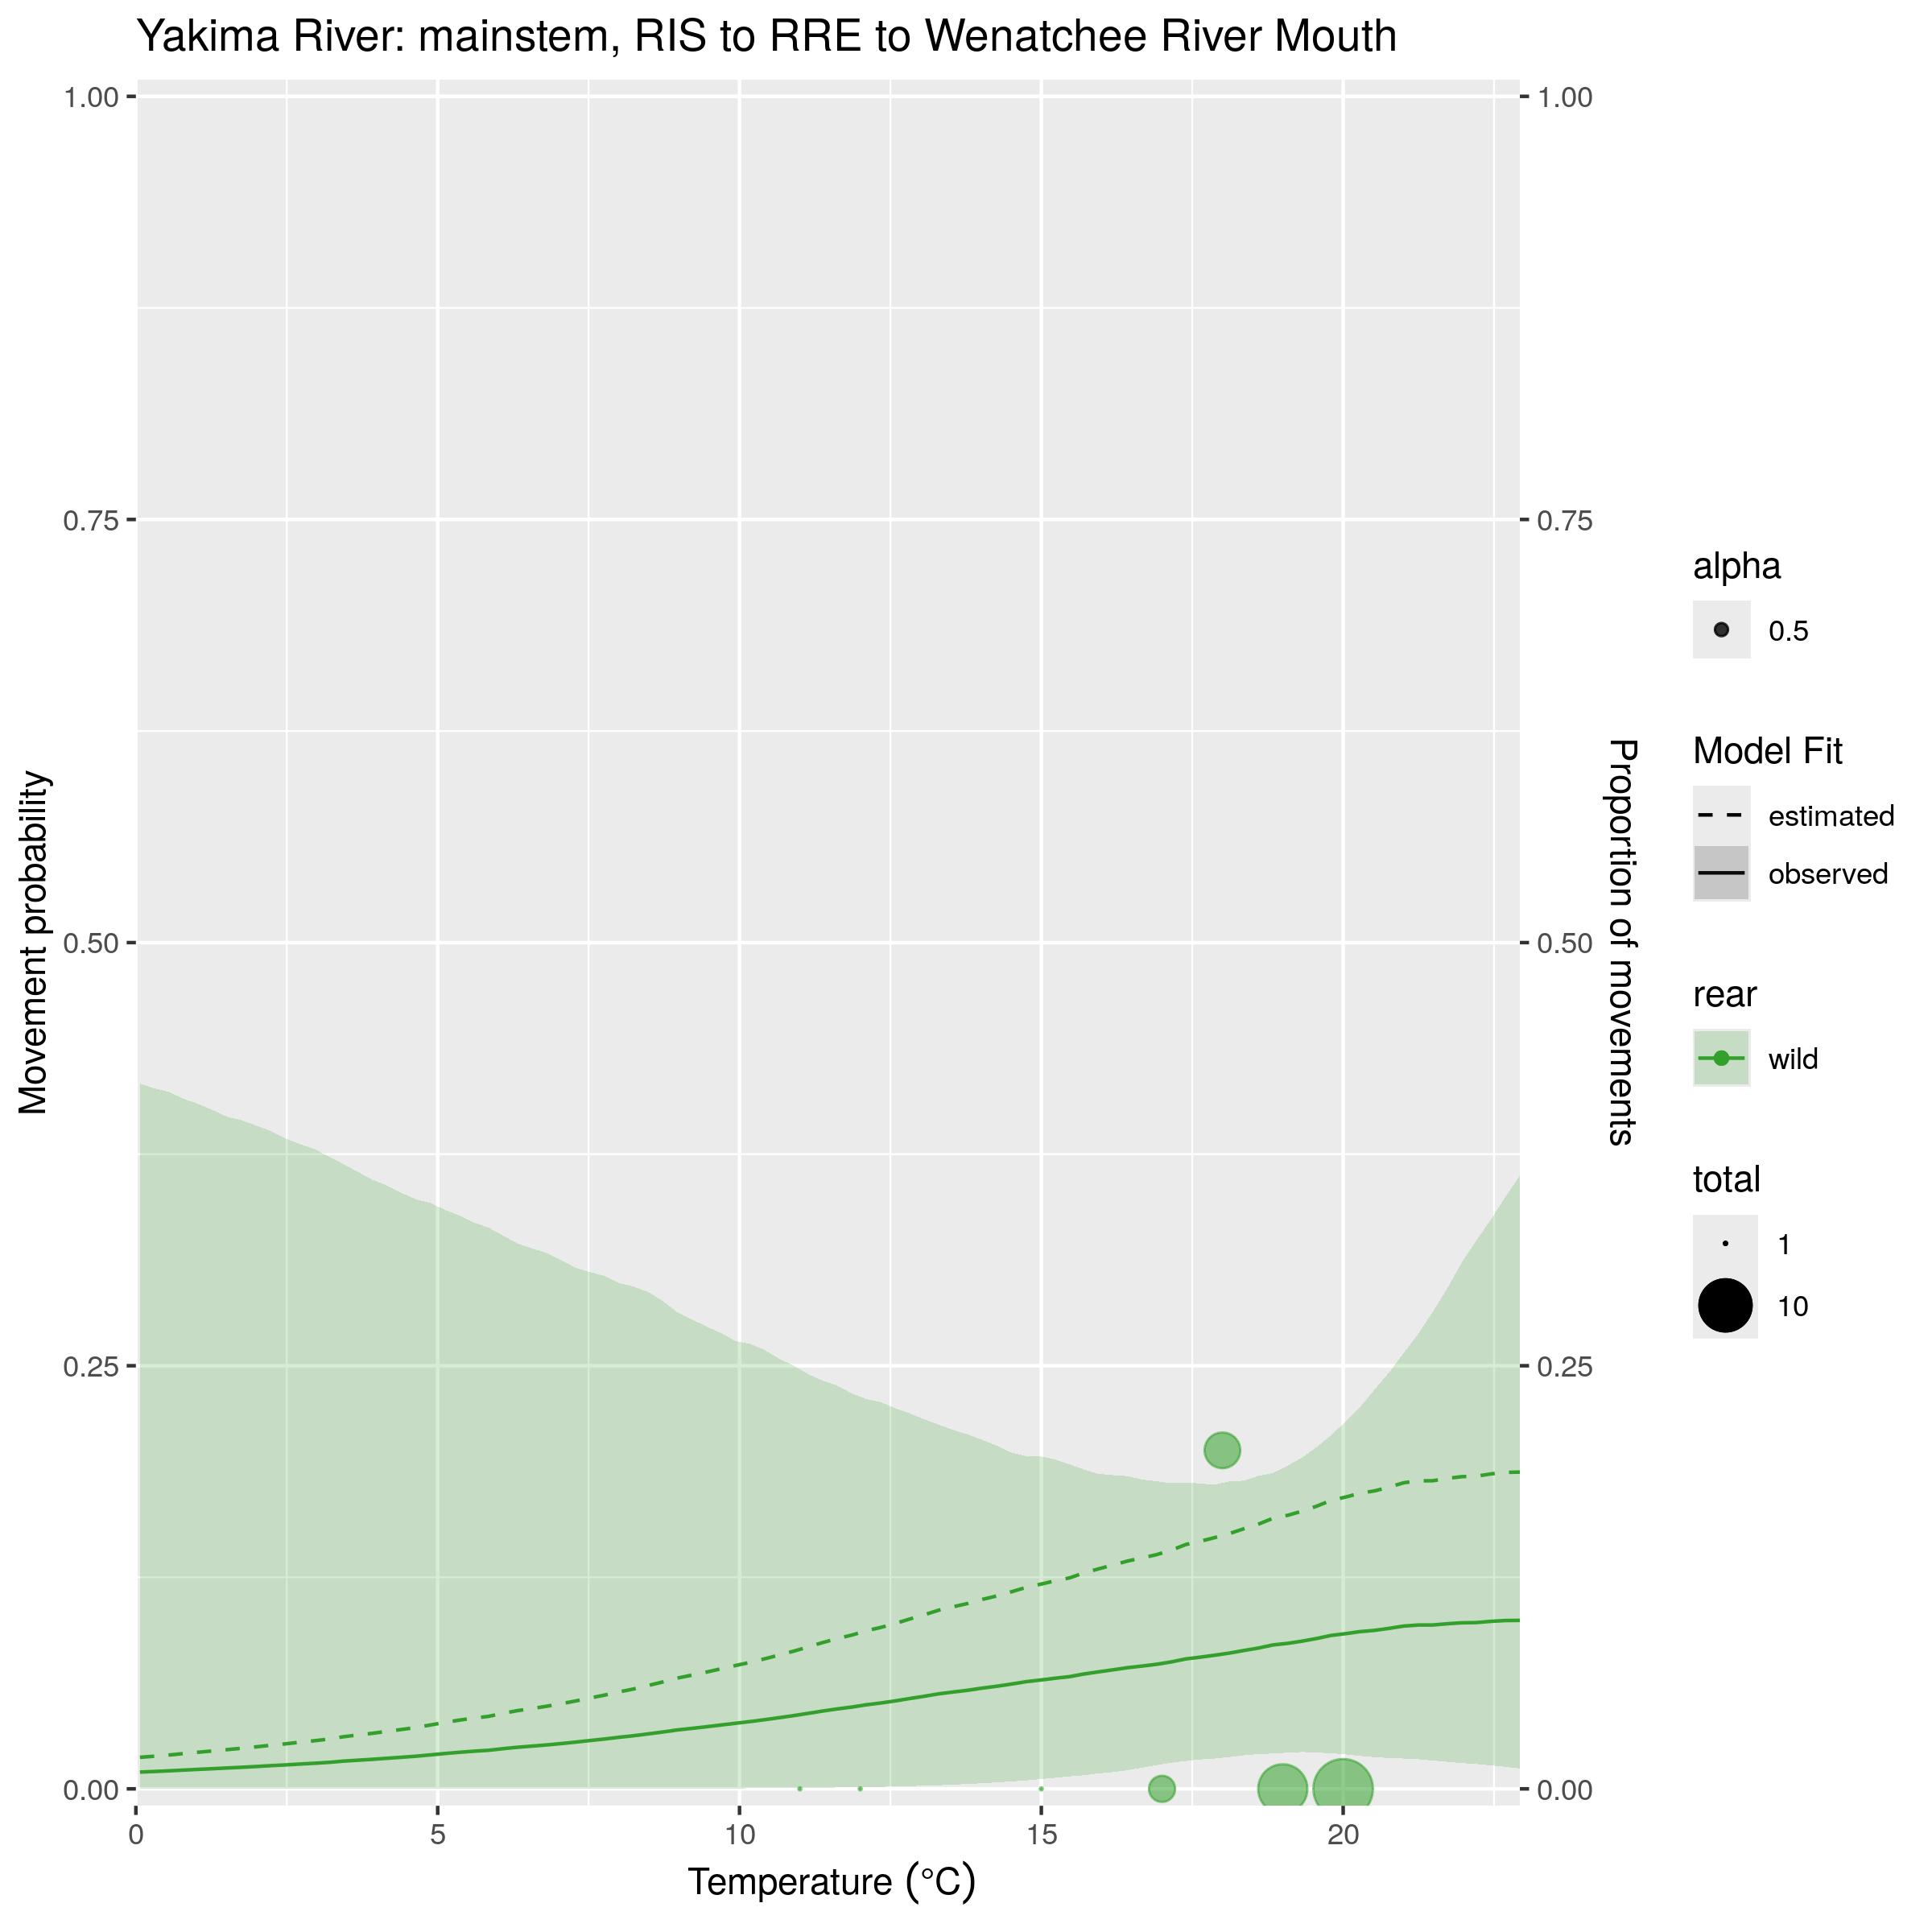 Yakima River: mainstem, RIS to RRE to Wenatchee River Mouth
1.00
0.75
0.50
0.25
0.00
Movement probability
0
5
10
15
20
Temperature (°C)
1.00
0.75
0.50
0.25
0.00
Proportion of movements
alpha
0.5
Model Fit
estimated
observed
rear
wild
total
1
10